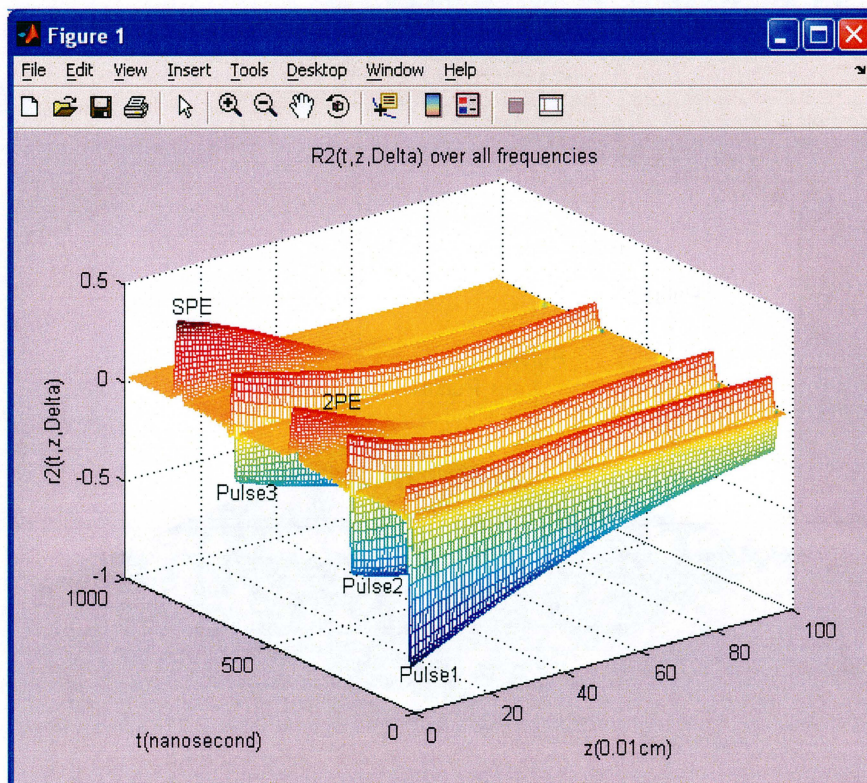 Figure 1
File Edit View Insert Tools Desktop Window Help
R2(t,z,Delta) over all frequencies
0.5
0
-0.5
-1
r2(t,z,Delta)
SPE
2PE
Pulse3
Pulse2
Pulse1
1000
500
0
t(nanosecond)
0
20
40
60
80
100
z(0.01cm)